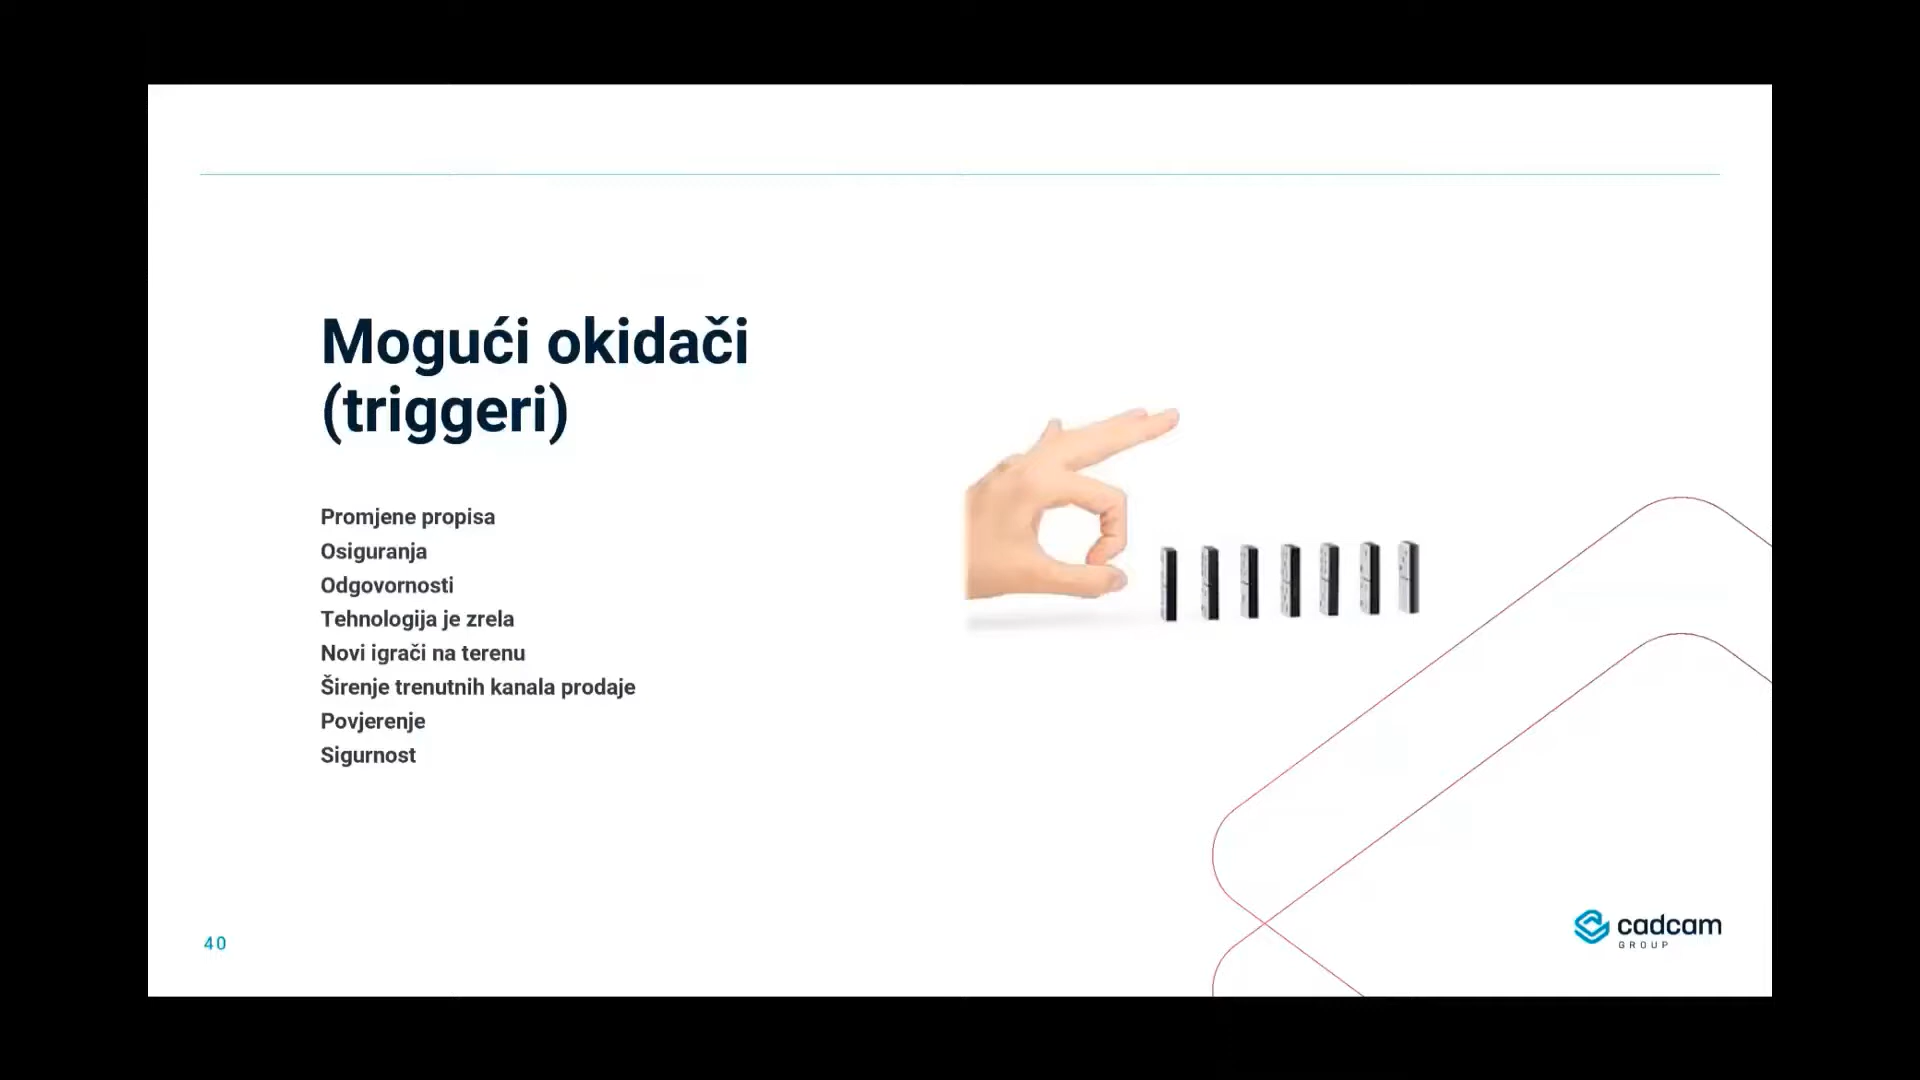 Mogući okidači
(triggeri)
Promjene propisa
Osiguranja
Odgovornosti
Tehnologija je zrela
Novi igrači na terenu
Širenje trenutnih kanala prodaje
Povjerenje
Sigurnost
40
cadcam
GROUP